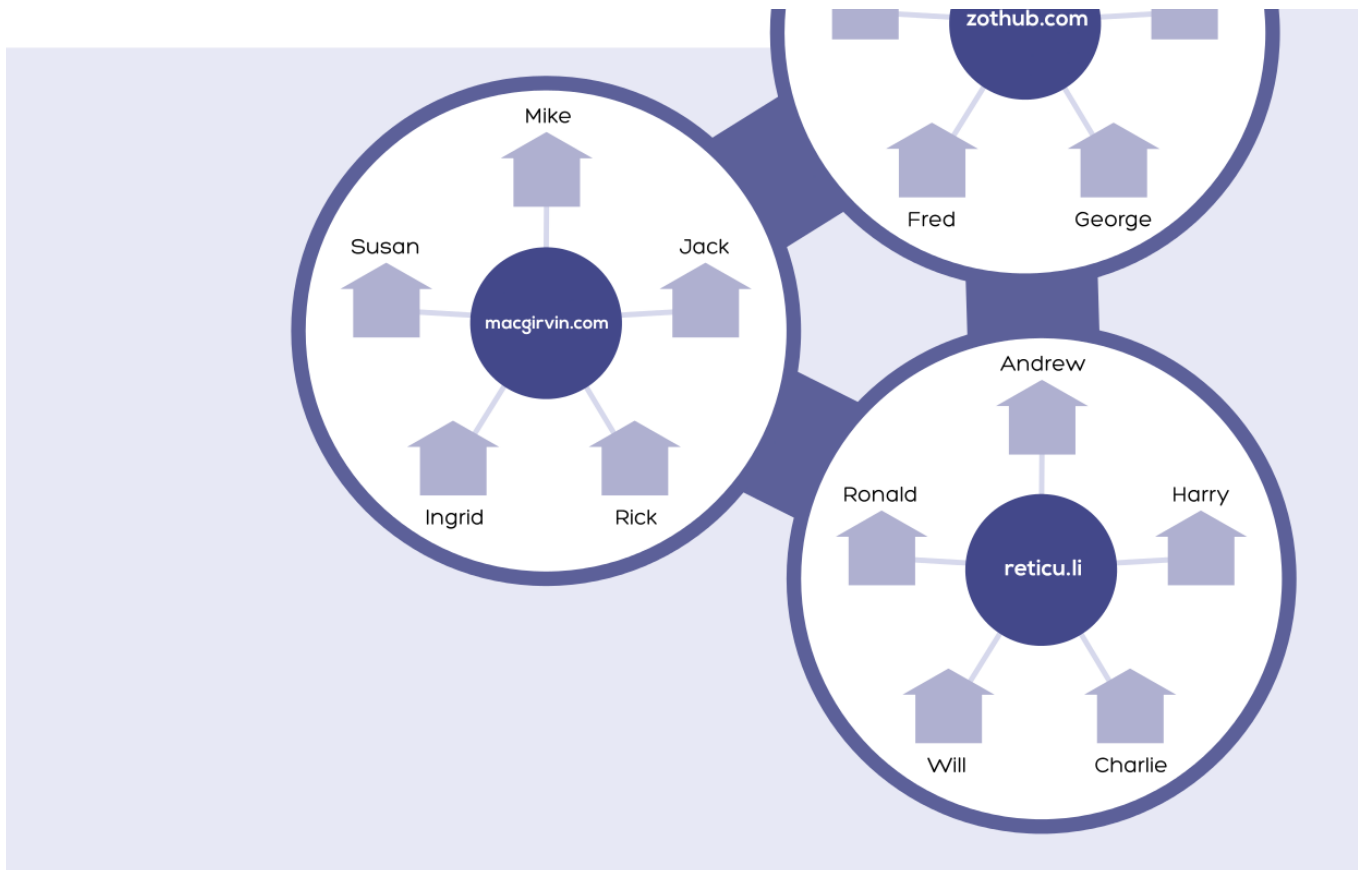 zothub.com
Fred
George
Mike
Susan
Jack
macgirvin.com
Ingrid
Rick
Andrew
Ronald
Harry
reticu.li
Will
Charlie